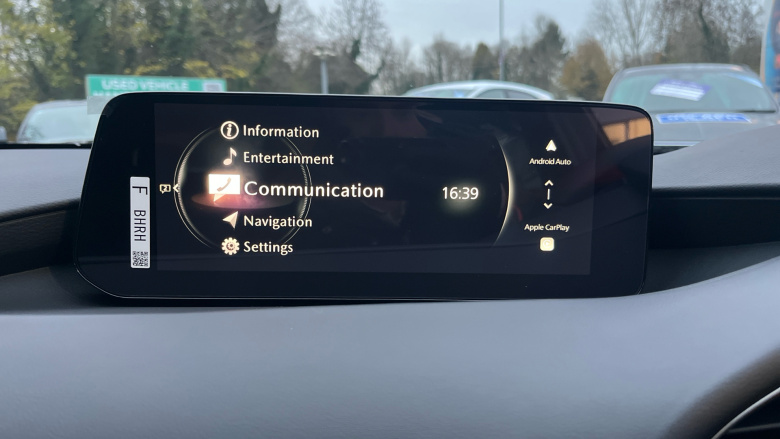 USED VEHICLE
Information
Entertainment
Communication
Navigation
Settings
16:39
Android Auto
Apple CarPlay
F BHRH